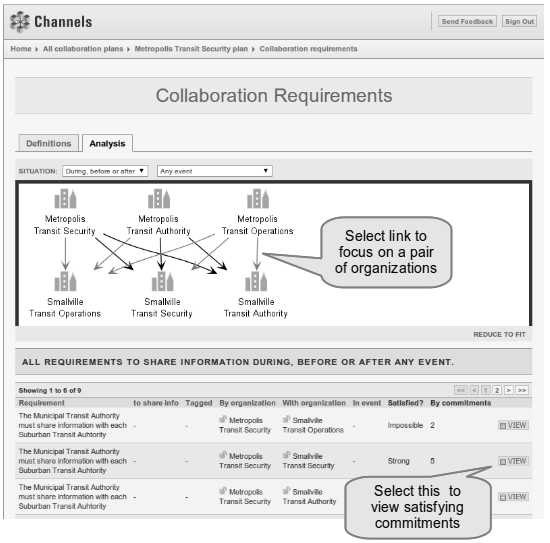 Channels
Send Feedback Sign Out
Home All collaboration plans Metropolis Transit Security plan Collaboration requirements
Collaboration Requirements
Definitions Analysis
SITUATION: During, before or after Any event
Metropolis Metropolis Metropolis
Transit Security Transit Authority Transit Operations
Select link to
focus on a pair
of organizations
Smallville Smallville Smallville
Transit Operations Transit Security Transit Authority
REDUCE TO FIT
ALL REQUIREMENTS TO SHARE INFORMATION DURING, BEFORE OR AFTER ANY EVENT.
Showing 1 to 6 of 9 << < 1 2 > >>
Requirement to share info Tagged By organization With organization In event Satisfied? By commitments
The Municipal Transit Authority
must share information with each - - Metropolis Smallville - Impossible 2 VIEW
Suburban Transit Auhtority Transit Security Transit Operations
The Municipal Transit Authority
must share information with each - - Metropolis Smallville - Strong 5 VIEW
Suburban Transit Auhtority Transit Security Transit Security
The Municipal Transit Authority
must share information with each - - Metropolis Smallville VIEW
Suburban Transit Auhtority Transit Security Transit Authority
Select this to
view satisfying
commitments